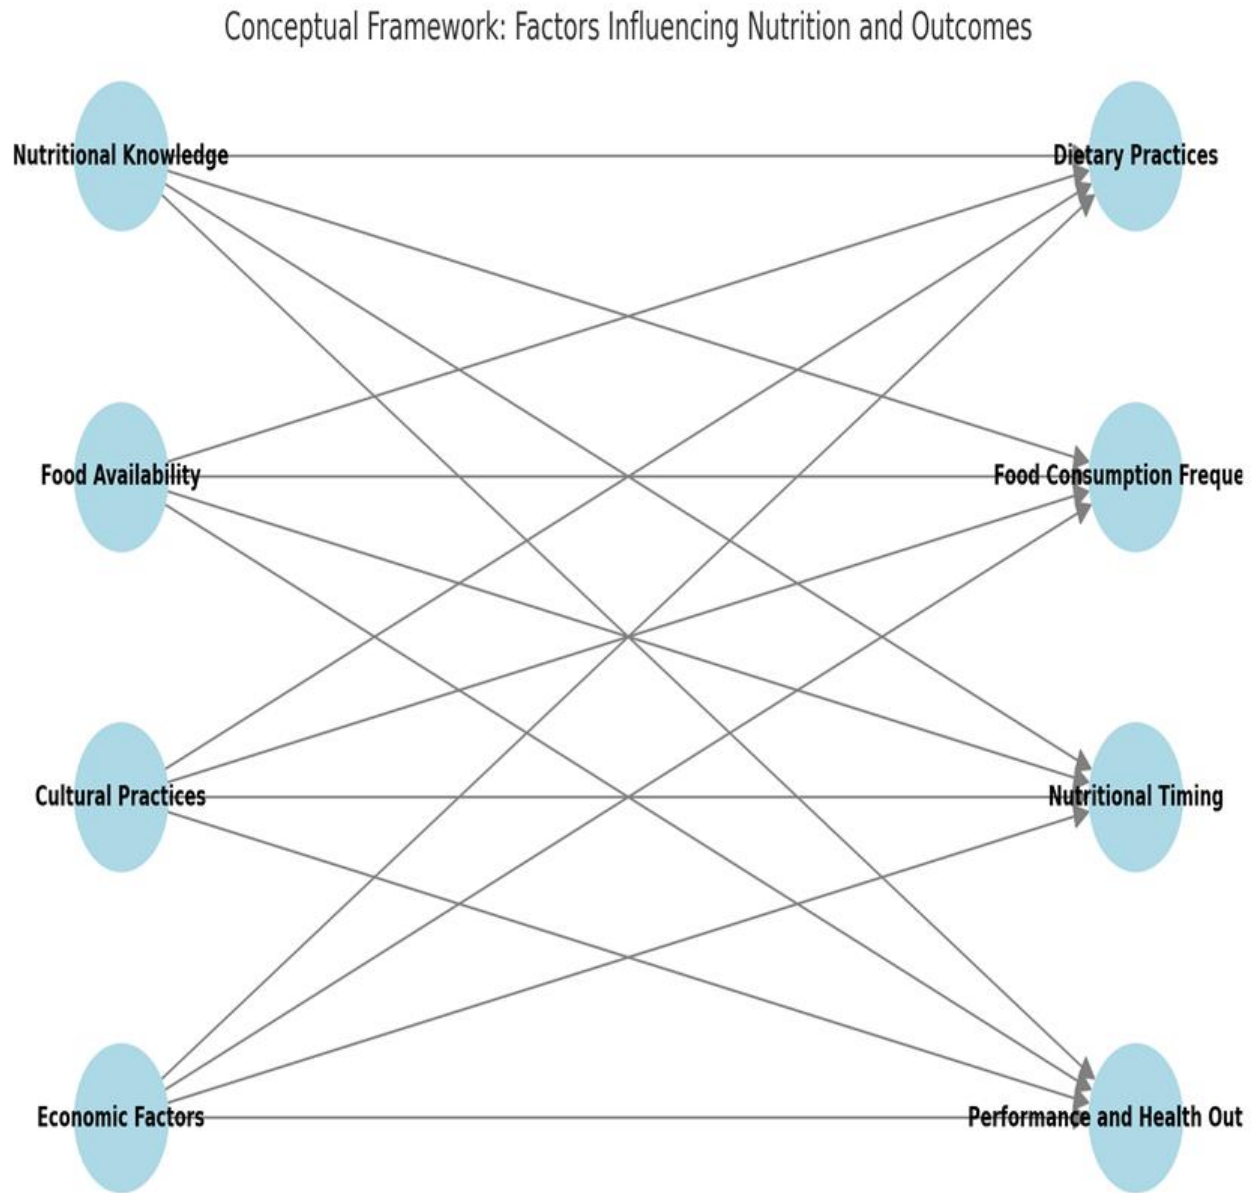 Conceptual Framework: Factors Influencing Nutrition and Outcomes
Nutritional Knowledge
Dietary Practices
Food Availability
Food Consumption Freque
Cultural Practices
Nutritional Timing
Economic Factors
Performance and Health Out